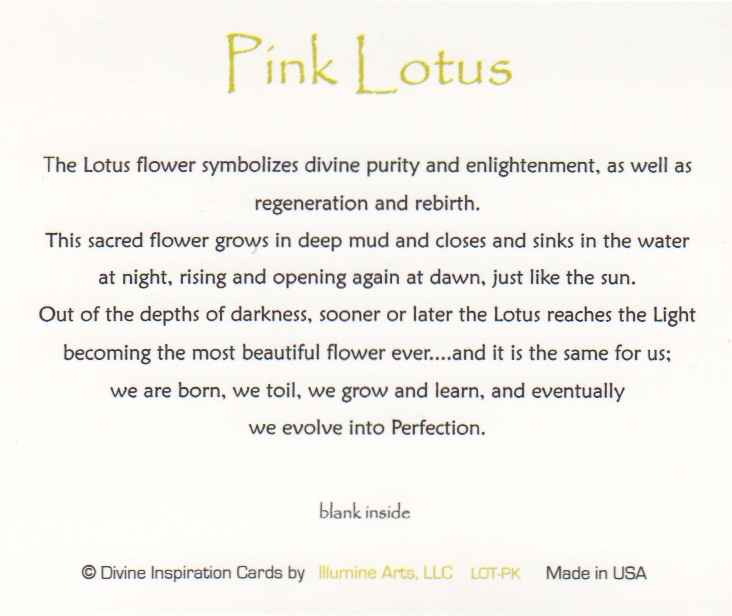 Pink Lotus
The Lotus flower symbolizes divine purity and enlightenment, as well as
regeneration and rebirth.
This sacred flower grows in deep mud and closes and sinks in the water
at night, rising and opening again at dawn, just like the sun.
Out of the depths of darkness, sooner or later the Lotus reaches the Light
becoming the most beautiful flower ever....and it is the same for us;
we are born, we toil, we grow and learn, and eventually
we evolve into Perfection.
blank inside
© Divine Inspiration Cards by Illumine Arts, LLC LOT-PK Made in USA